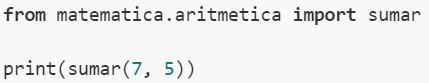 from matematica.aritmetica import sumar
print(sumar(7, 5))